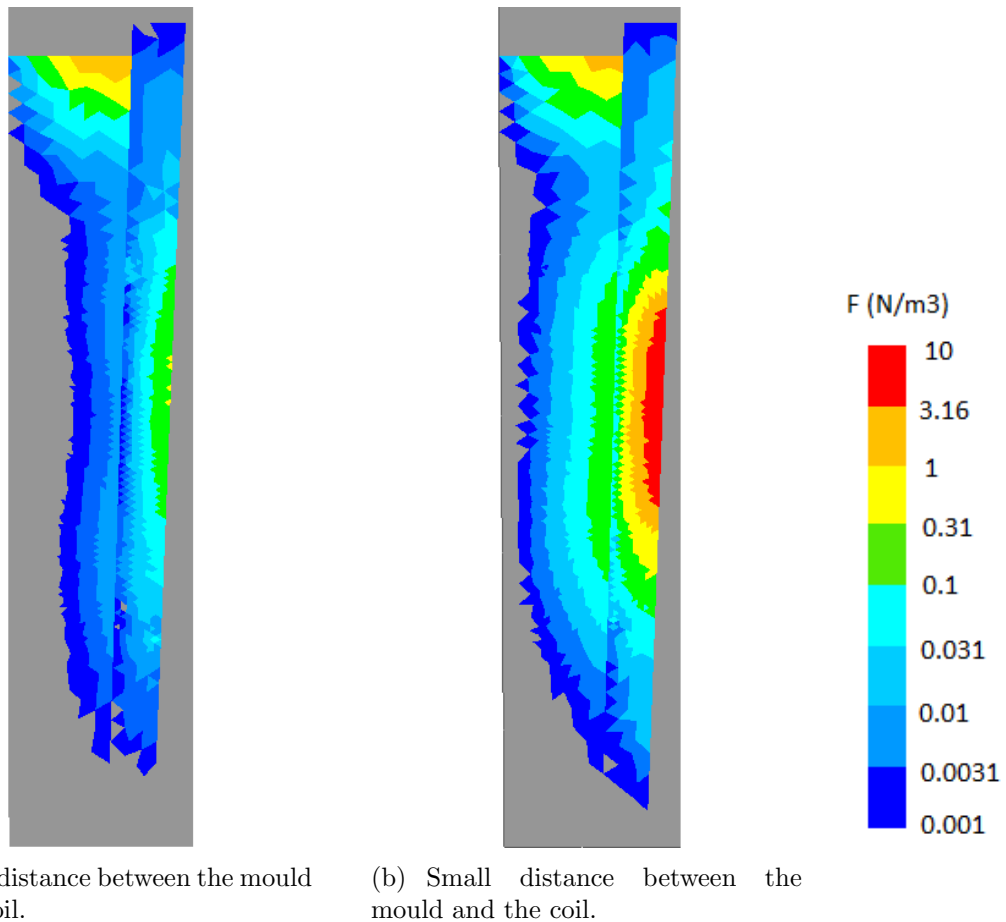 F (N/m3)
10
3.16
1
0.31
0.1
0.031
0.01
0.0031
0.001
distance between the mould
oil.
(b) Small distance between the
mould and the coil.